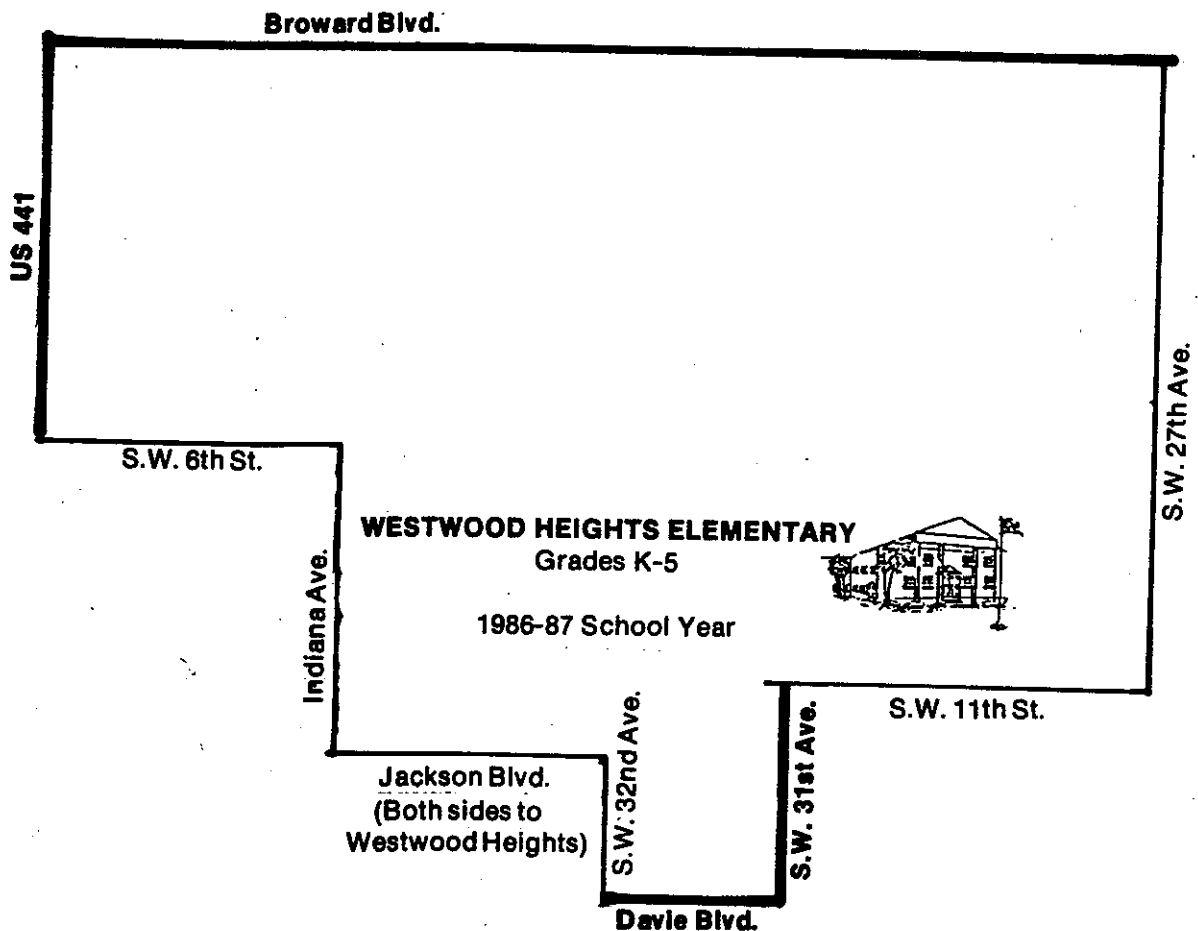 Broward Blvd.
US 441
S.W. 27th Ave.
S.W. 6th St.
WESTWOOD HEIGHTS ELEMENTARY
Grades K-5
1986-87 School Year
Indiana Ave.
S.W. 11th St.
S.W. 32nd Ave.
S.W. 31st Ave.
Jackson Blvd.
(Both sides to
Westwood Heights)
Davie Blvd.